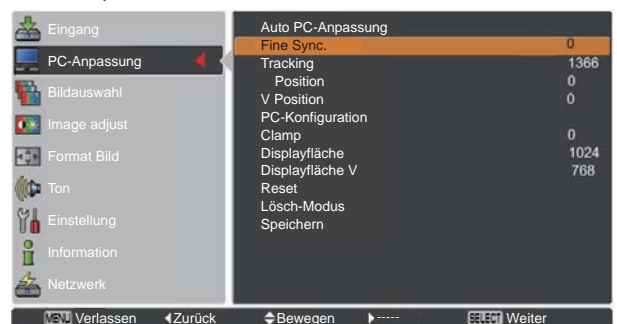 Eingang
PC-Anpassung
Bildauswahl
Image adjust
Format Bild
Ton
Einstellung
Information
Netzwerk
Auto PC-Anpassung
Fine Sync. 0
Tracking 1366
Position 0
V Position 0
PC-Konfiguration
Clamp 0
Displayfläche 1024
Displayfläche V 768
Reset
Lösch-Modus
Speichern
MENU Verlassen Zurück Bewegen ----- SELECT Weiter